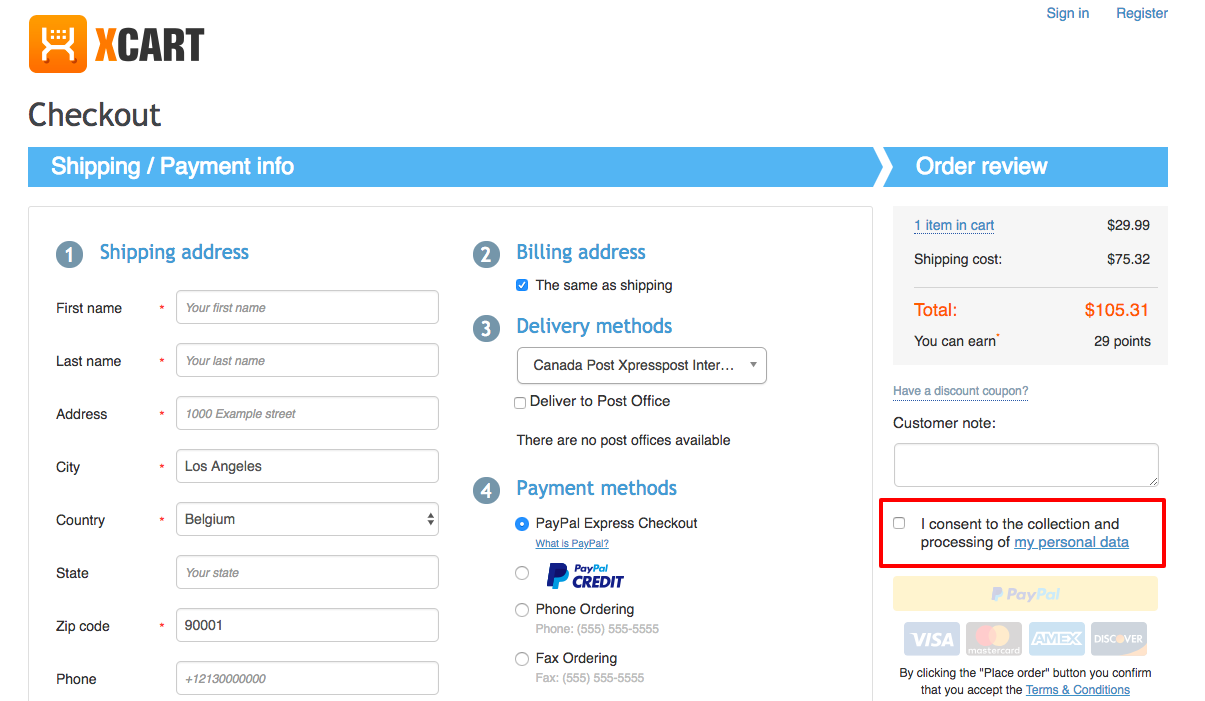 Sign in Register
XCART
Checkout
Shipping / Payment info
Order review
1 Shipping address
First name *
Your first name
Last name *
Your last name
Address *
1000 Example street
City *
Los Angeles
Country *
Belgium
State
Your state
Zip code *
90001
Phone
+12130000000
2 Billing address
The same as shipping
3 Delivery methods
Canada Post Xpresspost Inter...
Deliver to Post Office
There are no post offices available
4 Payment methods
PayPal Express Checkout
What is PayPal?
PayPal
CREDIT
Phone Ordering
Phone: (555) 555-5555
Fax Ordering
Fax: (555) 555-5555
1 item in cart $29.99
Shipping cost: $75.32
Total: $105.31
You can earn* 29 points
Have a discount coupon?
Customer note:
I consent to the collection and
processing of my personal data
PayPal
VISA mastercard AMEX DISCOVER
By clicking the "Place order" button you confirm
that you accept the Terms & Conditions